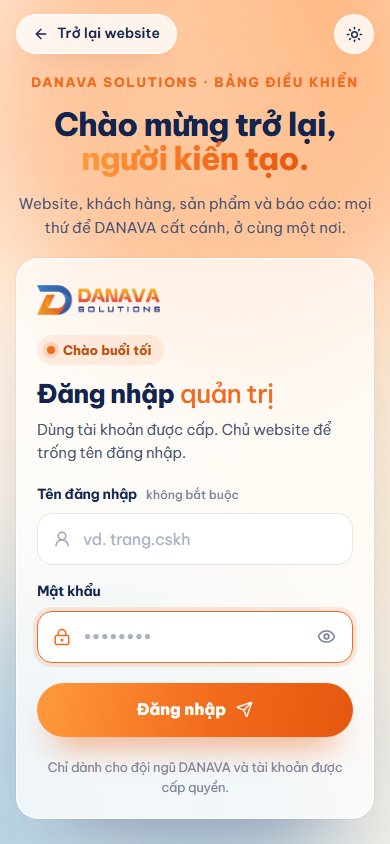 Trở lại website
DANAVA SOLUTIONS · BẢNG ĐIỀU KHIỂN
Chào mừng trở lại,
người kiến tạo.
Website, khách hàng, sản phẩm và báo cáo: mọi
thứ để DANAVA cất cánh, ở cùng một nơi.
DANAVA
SOLUTIONS
Chào buổi tối
Đăng nhập quản trị
Dùng tài khoản được cấp. Chủ website để
trống tên đăng nhập.
Tên đăng nhập không bắt buộc
vd. trang.cskh
Mật khẩu
••••••••
Đăng nhập
Chỉ dành cho đội ngũ DANAVA và tài khoản được
cấp quyền.